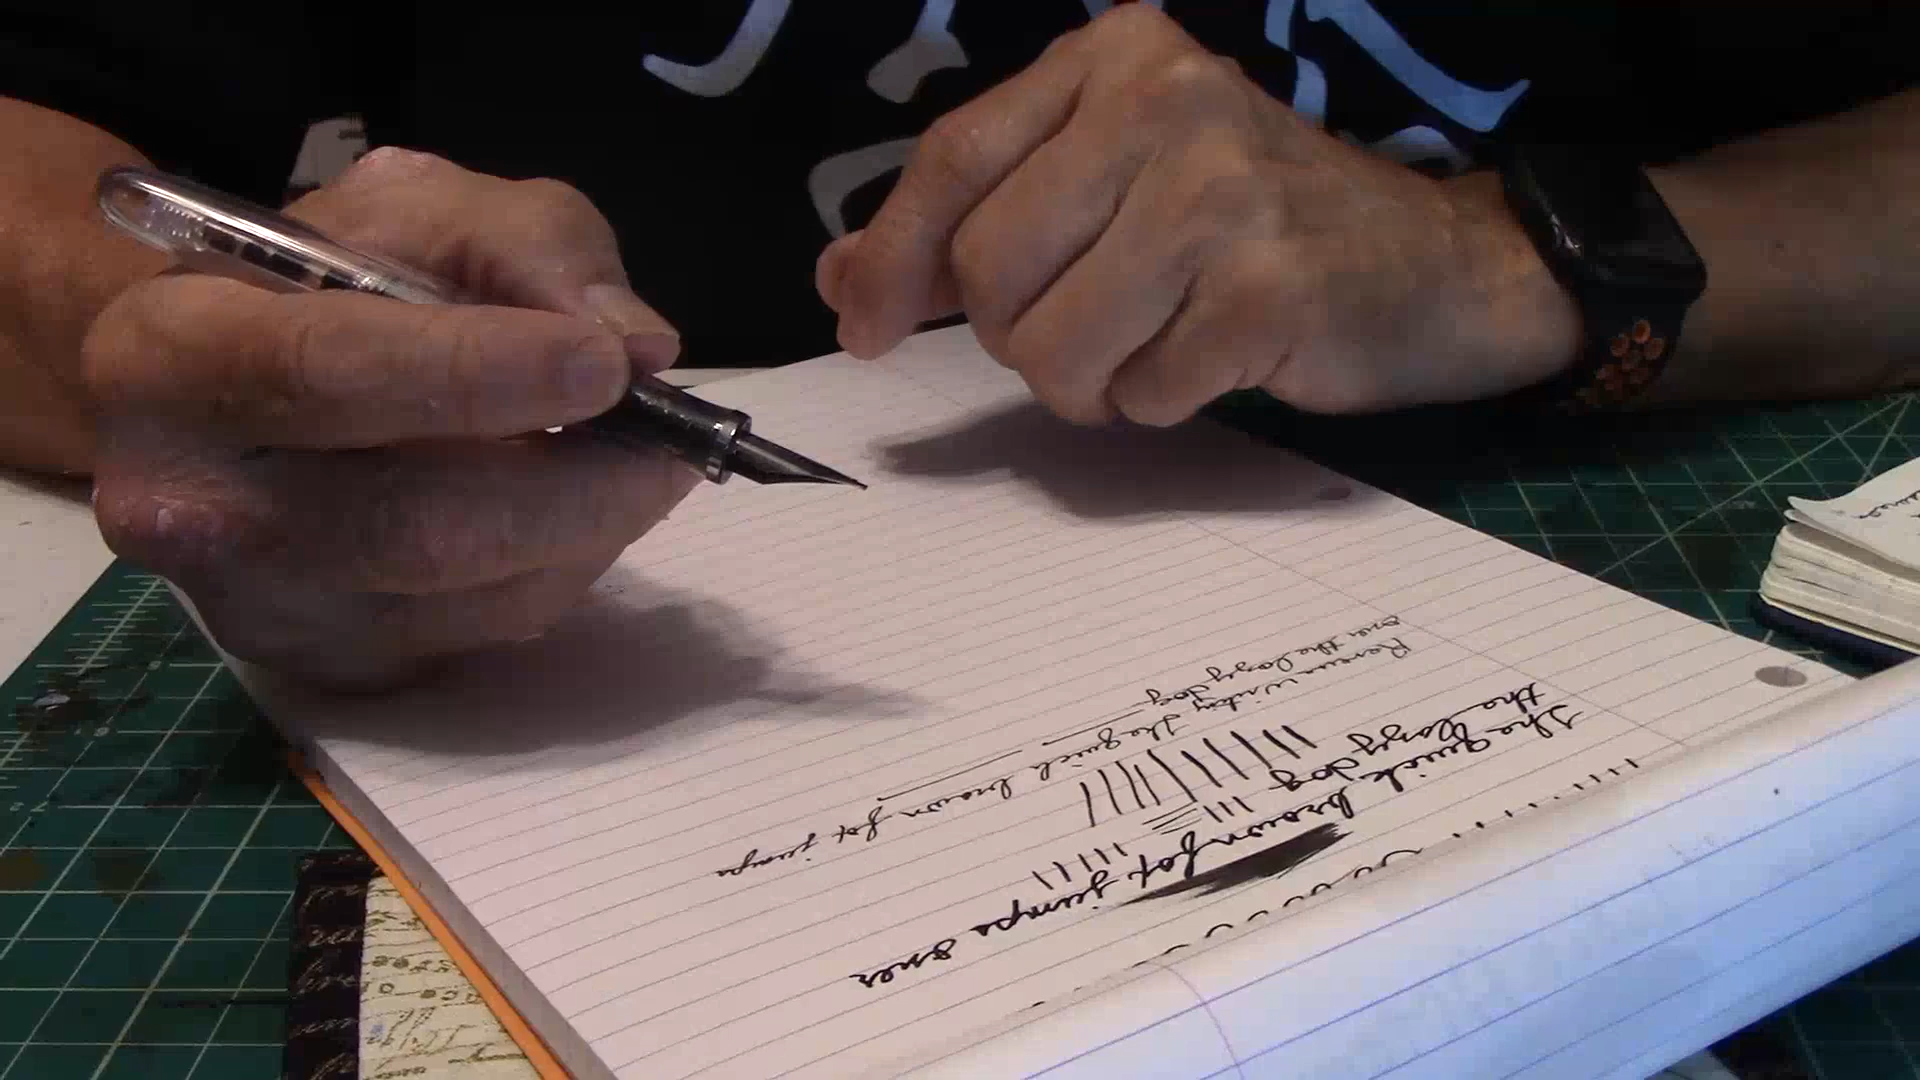 the quick brown fox jumps over
the lazy dog
Reverse writing the quick brown fox jumps
over the lazy dog